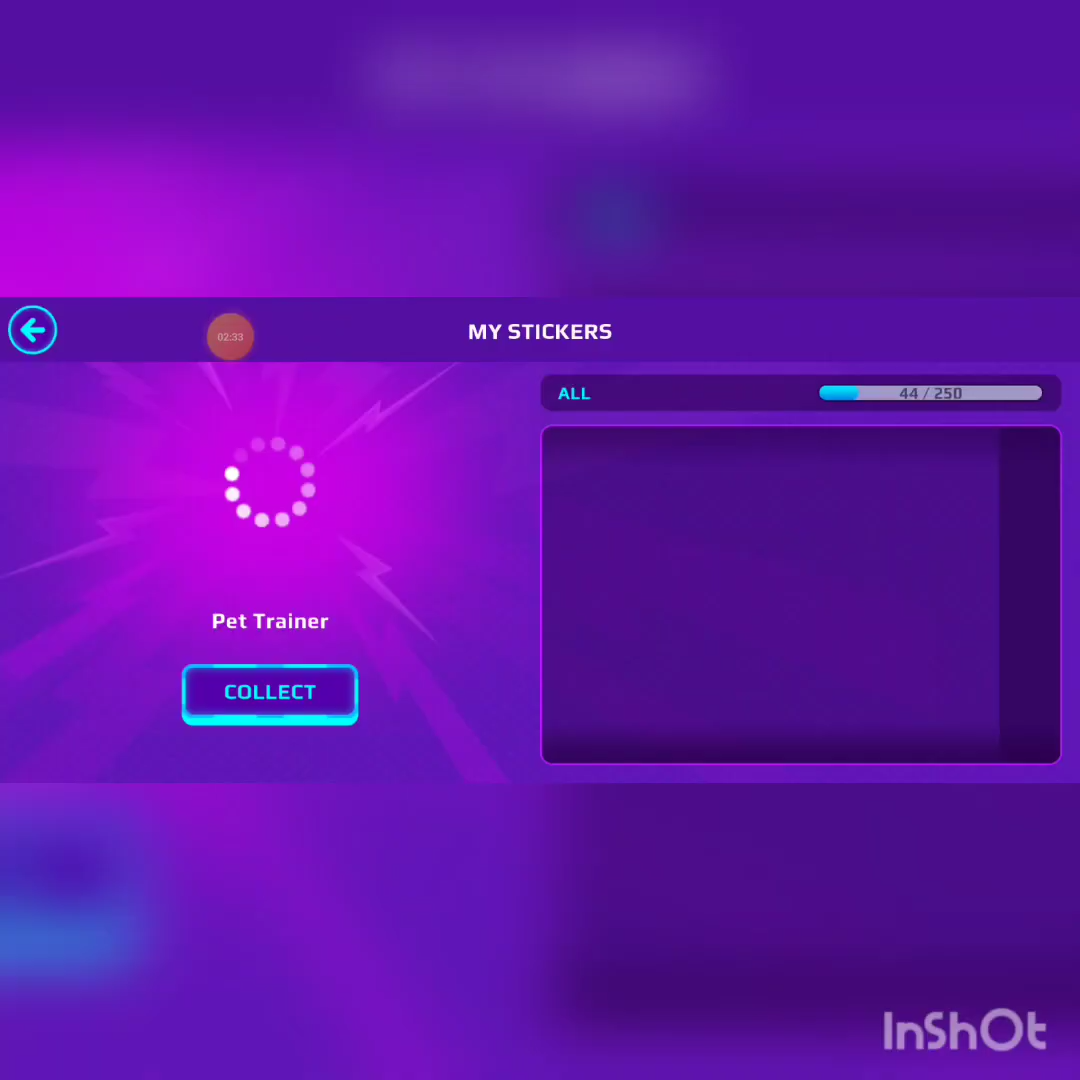 02:33
MY STICKERS
ALL
44 / 250
Pet Trainer
COLLECT
InShOt